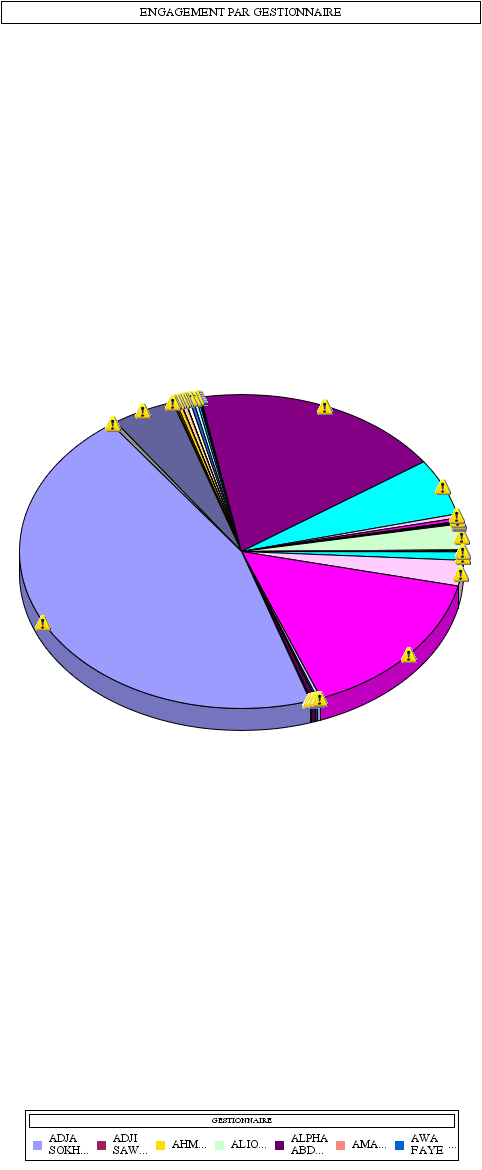 ENGAGEMENT PAR GESTIONNAIRE
GESTIONNAIRE
ADJA SOKH...
ADJI SAW...
AHM...
ALIO...
ALPHA ABD...
AMA...
AWA FAYE ...